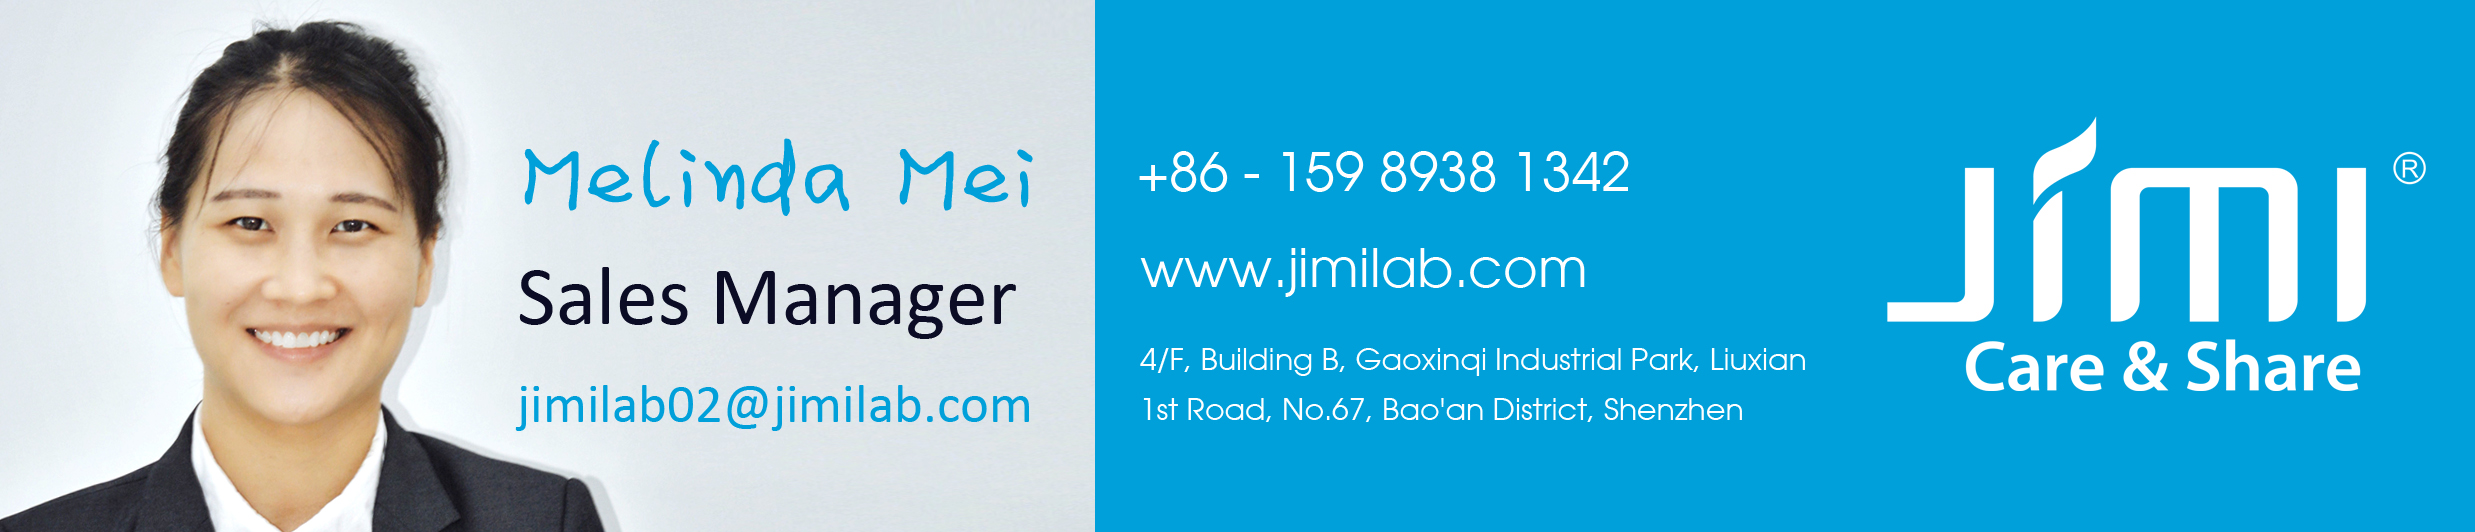 Melinda Mei
Sales Manager
jimilab02@jimilab.com
+86 - 159 8938 1342
www.jimilab.com
4/F, Building B, Gaoxinqi Industrial Park, Liuxian
1st Road, No.67, Bao'an District, Shenzhen
JIMI®
Care & Share